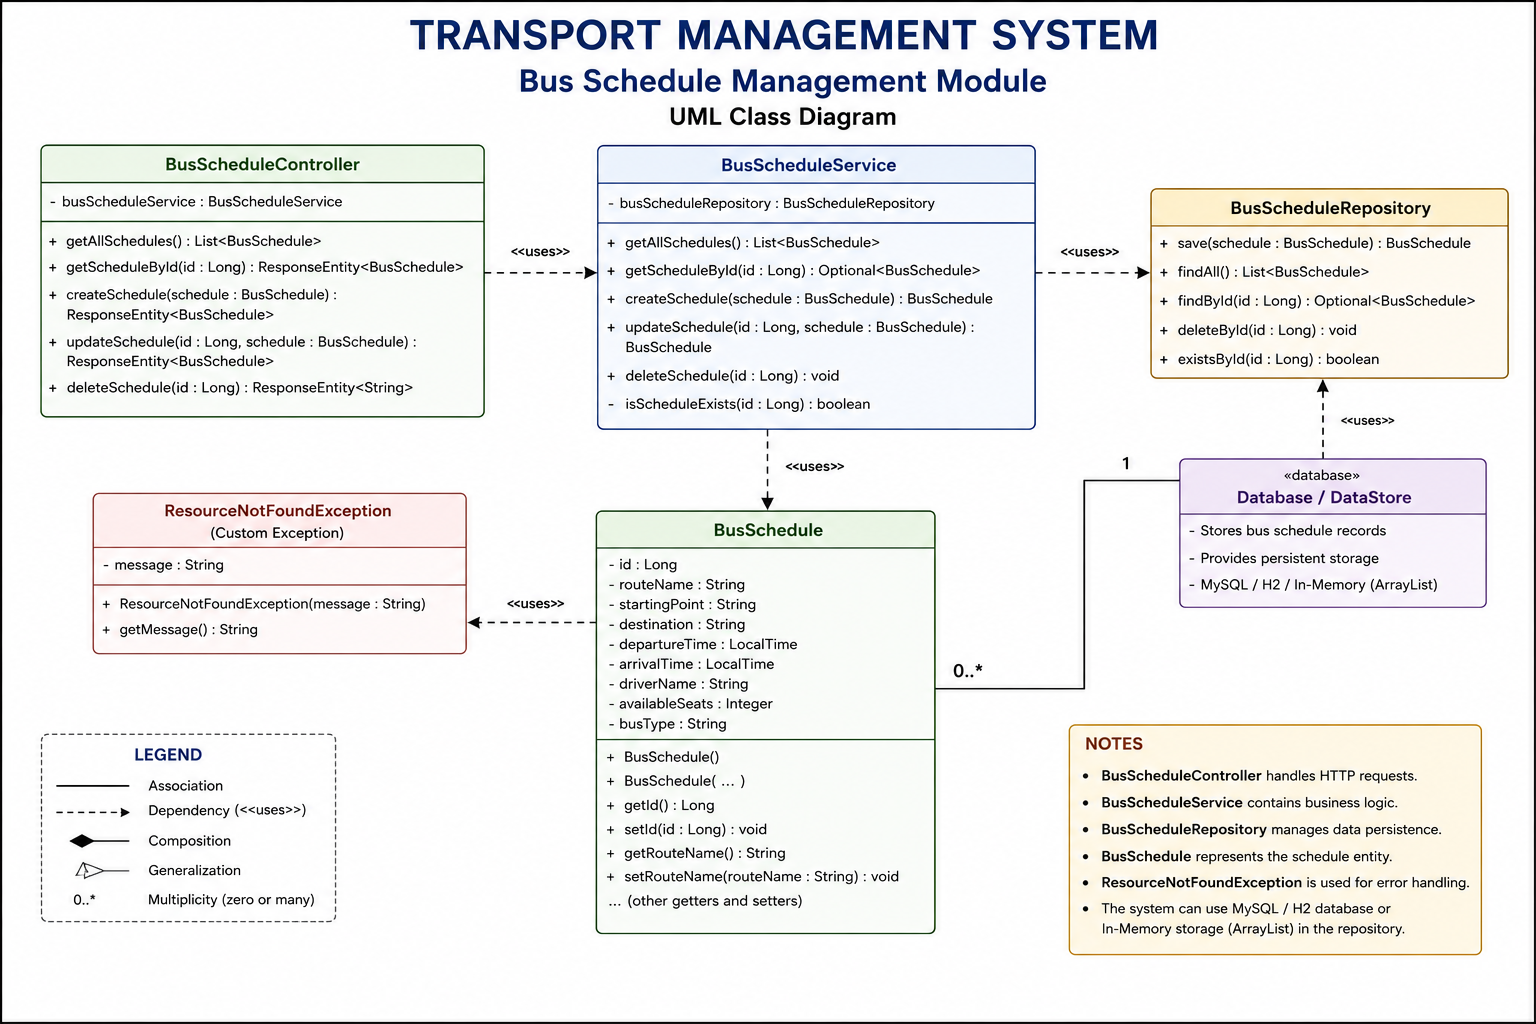 TRANSPORT MANAGEMENT SYSTEM
Bus Schedule Management Module
UML Class Diagram
BusScheduleController
- busScheduleService : BusScheduleService
+ getAllSchedules() : List<BusSchedule>
+ getScheduleById(id : Long) : ResponseEntity<BusSchedule>
+ createSchedule(schedule : BusSchedule) :
ResponseEntity<BusSchedule>
+ updateSchedule(id : Long, schedule : BusSchedule) :
ResponseEntity<BusSchedule>
+ deleteSchedule(id : Long) : ResponseEntity<String>
<<uses>>
BusScheduleService
- busScheduleRepository : BusScheduleRepository
+ getAllSchedules() : List<BusSchedule>
+ getScheduleById(id : Long) : Optional<BusSchedule>
+ createSchedule(schedule : BusSchedule) : BusSchedule
+ updateSchedule(id : Long, schedule : BusSchedule) :
BusSchedule
+ deleteSchedule(id : Long) : void
- isScheduleExists(id : Long) : boolean
<<uses>>
BusScheduleRepository
+ save(schedule : BusSchedule) : BusSchedule
+ findAll() : List<BusSchedule>
+ findById(id : Long) : Optional<BusSchedule>
+ deleteById(id : Long) : void
+ existsById(id : Long) : boolean
<<uses>>
<<uses>>
1
«database»
Database / DataStore
- Stores bus schedule records
- Provides persistent storage
- MySQL / H2 / In-Memory (ArrayList)
ResourceNotFoundException
(Custom Exception)
- message : String
+ ResourceNotFoundException(message : String)
+ getMessage() : String
<<uses>>
BusSchedule
- id : Long
- routeName : String
- startingPoint : String
- destination : String
- departureTime : LocalTime
- arrivalTime : LocalTime
- driverName : String
- availableSeats : Integer
- busType : String
+ BusSchedule()
+ BusSchedule( ... )
+ getId() : Long
+ setId(id : Long) : void
+ getRouteName() : String
+ setRouteName(routeName : String) : void
... (other getters and setters)
0..*
LEGEND
Association
Dependency (<<uses>>)
Composition
Generalization
0..* Multiplicity (zero or many)
NOTES
• BusScheduleController handles HTTP requests.
• BusScheduleService contains business logic.
• BusScheduleRepository manages data persistence.
• BusSchedule represents the schedule entity.
• ResourceNotFoundException is used for error handling.
• The system can use MySQL / H2 database or
In-Memory storage (ArrayList) in the repository.